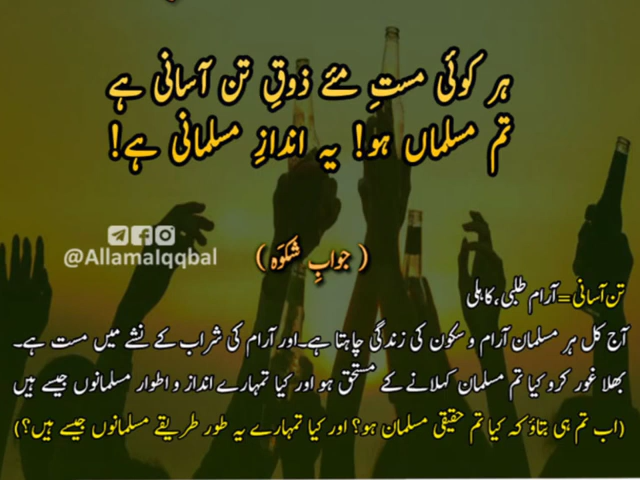 ہر کوئی مستِ مئے ذوقِ تن آسانی ہے
تم مسلماں ہو! یہ اندازِ مسلمانی ہے!
@AllamaIqqbal
(جوابِ شکوَہ)
تن آسانی=آرام طلبی، کاہلی
آج کل ہر مسلمان آرام و سکون کی زندگی چاہتا ہے۔اور آرام کی شراب کے نشے میں مست ہے۔
بھلا غور کرو کیا تم مسلمان کہلانے کے مستحق ہو اور کیا تمہارے انداز و اطوار مسلمانوں جیسے ہیں
(اب تم ہی بتاؤ کہ کیا تم حقیقی مسلمان ہو؟ اور کیا تمہارے یہ طور طریقے مسلمانوں جیسے ہیں؟)